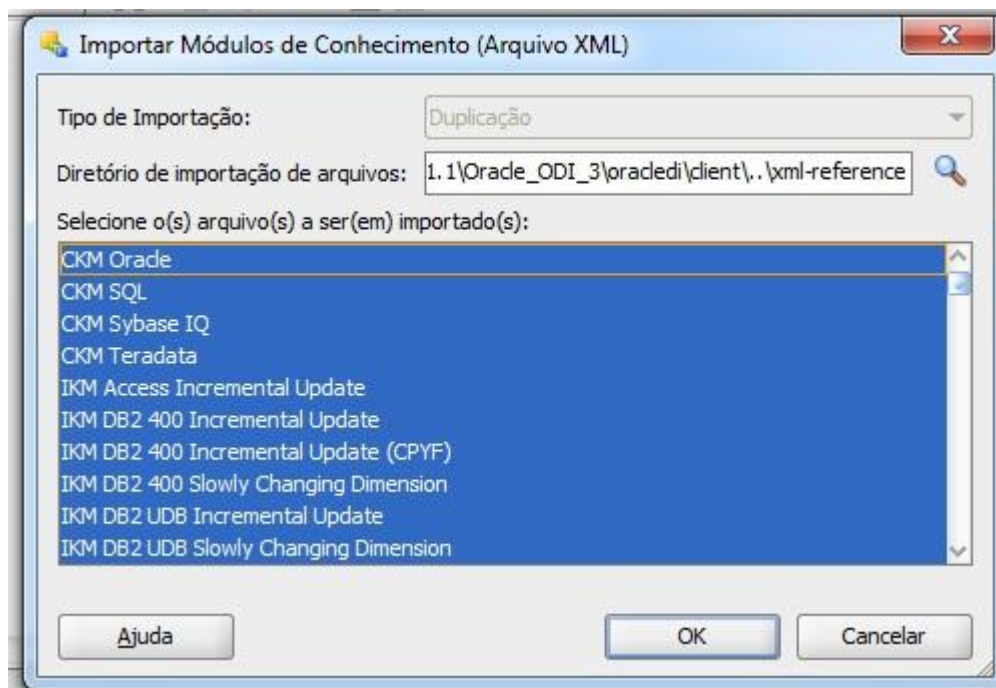 Importar Módulos de Conhecimento (Arquivo XML)
Tipo de Importação: Duplicação
Diretório de importação de arquivos: 1.1\Oracle_ODI_3\oracledi\client\..\xml-reference
Selecione o(s) arquivo(s) a ser(em) importado(s):
CKM Oracle
CKM SQL
CKM Sybase IQ
CKM Teradata
IKM Access Incremental Update
IKM DB2 400 Incremental Update
IKM DB2 400 Incremental Update (CPYF)
IKM DB2 400 Slowly Changing Dimension
IKM DB2 UDB Incremental Update
IKM DB2 UDB Slowly Changing Dimension
Ajuda OK Cancelar